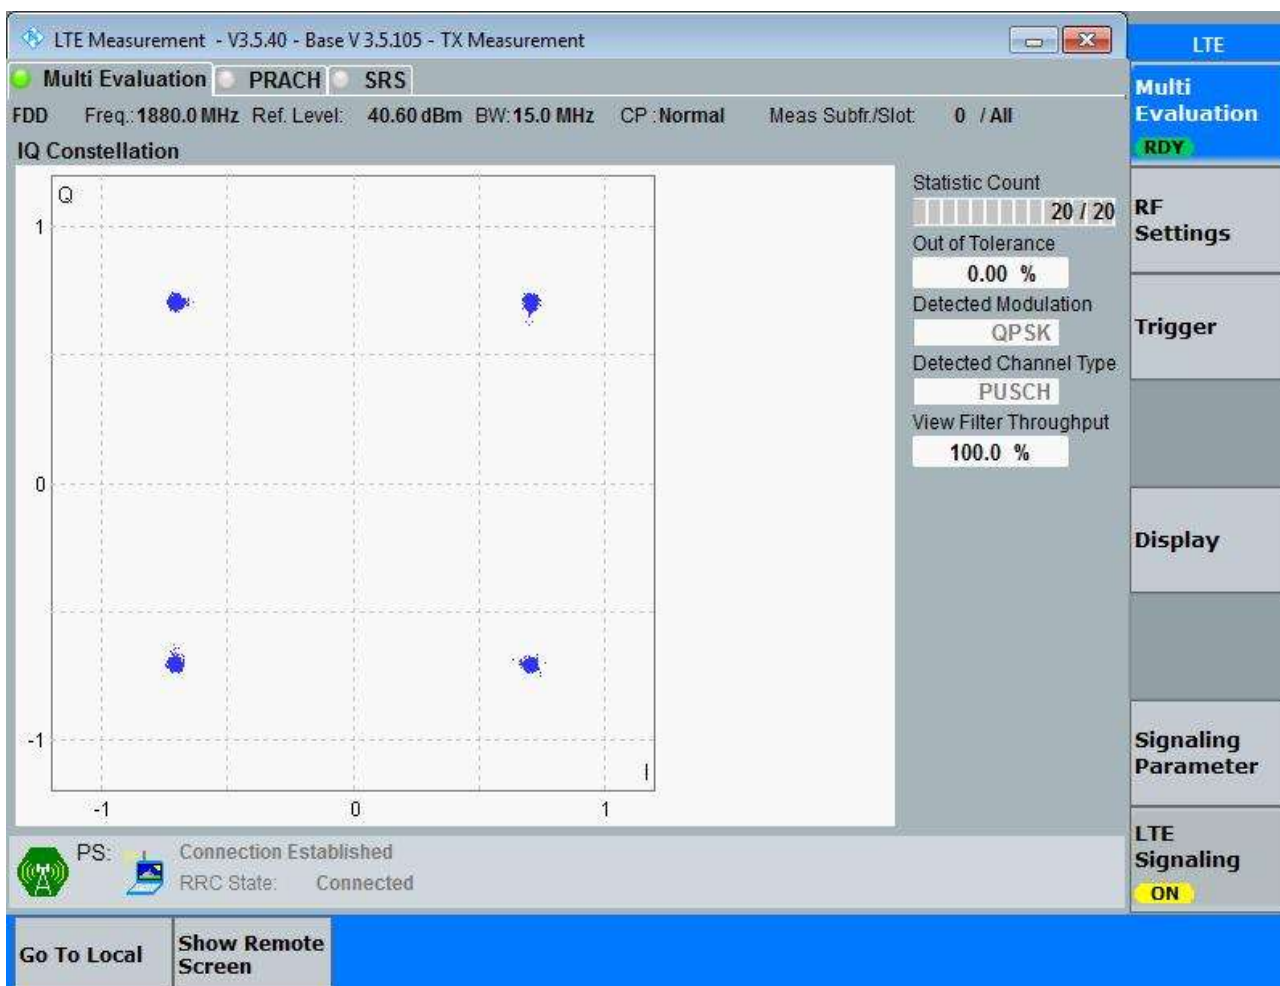 LTE Measurement - V3.5.40 - Base V 3.5.105 - TX Measurement
LTE
Multi Evaluation PRACH SRS
Multi
Evaluation
RDY
FDD Freq.: 1880.0 MHz Ref. Level: 40.60 dBm BW: 15.0 MHz CP : Normal Meas Subfr./Slot: 0 / All
IQ Constellation
Q
1
0
-1
I
-1 0 1
Statistic Count
20 / 20
Out of Tolerance
0.00 %
Detected Modulation
QPSK
Detected Channel Type
PUSCH
View Filter Throughput
100.0 %
RF
Settings
Trigger
Display
Signaling
Parameter
LTE
Signaling
ON
PS: Connection Established
RRC State: Connected
Go To Local
Show Remote
Screen